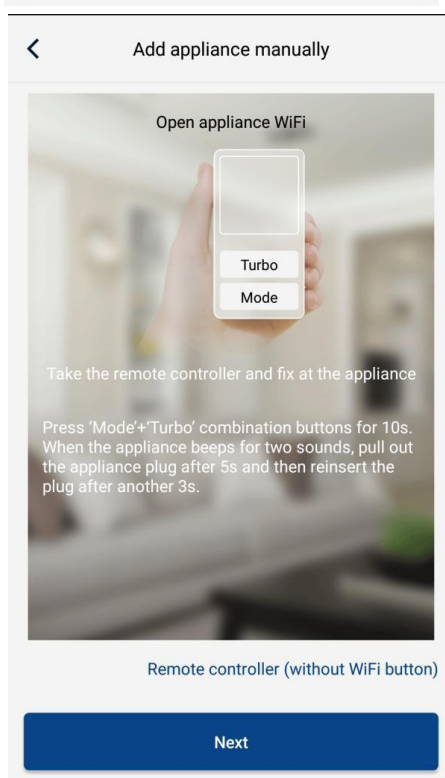 Add appliance manually
Open appliance WiFi
Turbo
Mode
Take the remote controller and fix at the appliance
Press ‘Mode’+‘Turbo’ combination buttons for 10s.
When the appliance beeps for two sounds, pull out
the appliance plug after 5s and then reinsert the
plug after another 3s.
Remote controller (without WiFi button)
Next